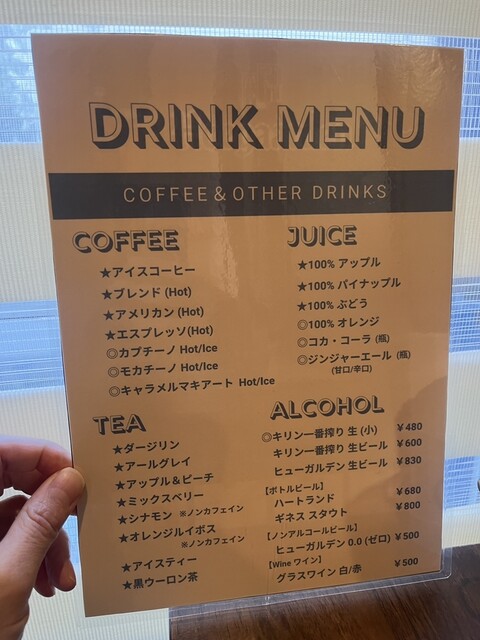 DRINK MENU
COFFEE & OTHER DRINKS
COFFEE
★アイスコーヒー
★ブレンド (Hot)
★アメリカン (Hot)
★エスプレッソ(Hot)
◎カプチーノ Hot/Ice
◎モカチーノ Hot/Ice
◎キャラメルマキアート Hot/Ice
JUICE
★100% アップル
★100% パイナップル
★100% ぶどう
◎100% オレンジ
◎コカ・コーラ (瓶)
◎ジンジャーエール (瓶)
(甘口/辛口)
TEA
★ダージリン
★アールグレイ
★アップル＆ピーチ
★ミックスベリー
★シナモン ※ノンカフェイン
★オレンジルイボス
※ノンカフェイン
★アイスティー
★黒ウーロン茶
ALCOHOL
◎キリン一番搾り 生 (小) ￥480
キリン一番搾り 生ビール ￥600
ヒューガルデン 生ビール ￥830
【ボトルビール】
ハートランド ￥680
ギネス スタウト ￥800
【ノンアルコールビール】
ヒューガルデン 0.0 (ゼロ) ￥500
【Wine ワイン】
グラスワイン 白/赤 ￥500